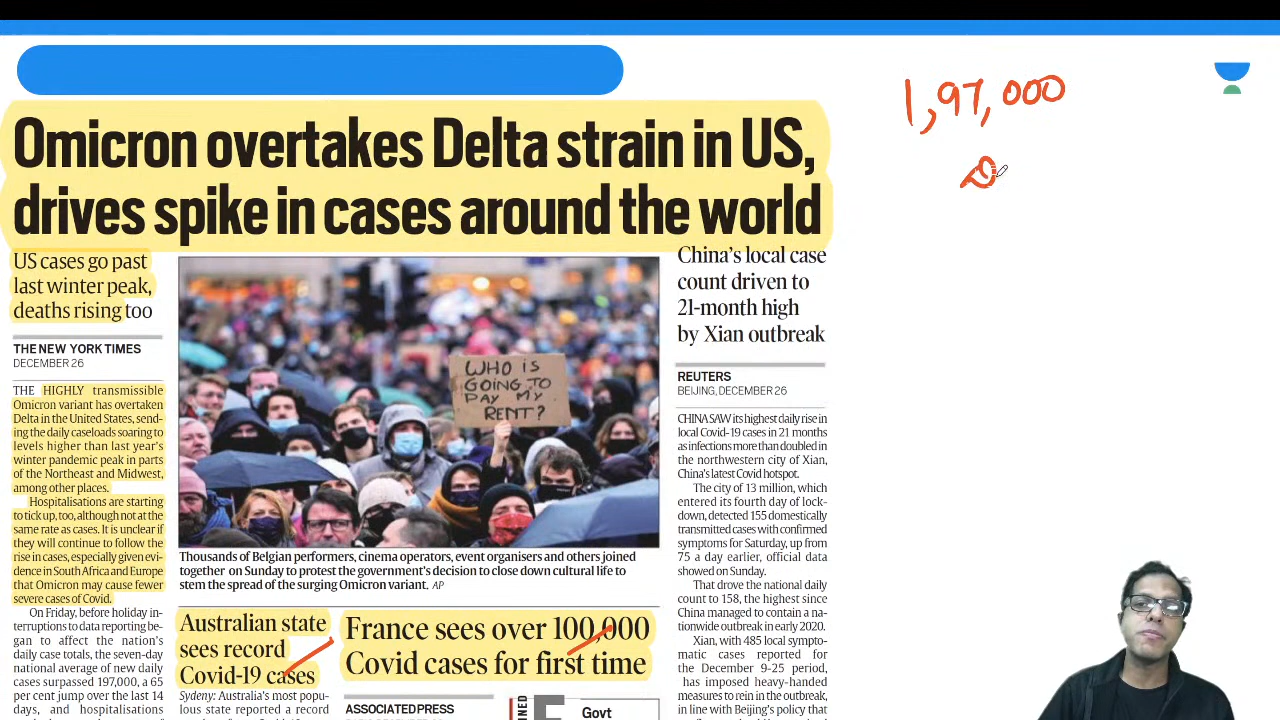 1,97,000
Omicron overtakes Delta strain in US,
drives spike in cases around the world
US cases go past
last winter peak,
deaths rising too
THE NEW YORK TIMES
DECEMBER 26
THE HIGHLY transmissible
Omicron variant has overtaken
Delta in the United States, send-
ing the daily caseloads soaring to
levels higher than last year's
winter pandemic peak in parts
of the Northeast and Midwest,
among other places.
Hospitalisations are starting
to tick up, too, although not at the
same rate as cases. It is unclear if
they will continue to follow the
rise in cases, especially given evi-
dence in South Africa and Europe
that Omicron may cause fewer
severe cases of Covid.
On Friday, before holiday in-
terruptions to data reporting be-
gan to affect the nation's
daily case totals, the seven-day
national average of new daily
cases surpassed 197,000, a 65
per cent jump over the last 14
days, and hospitalisations
WHO IS
GOING TO
PAY MY
RENT?
Thousands of Belgian performers, cinema operators, event organisers and others joined
together on Sunday to protest the government's decision to close down cultural life to
stem the spread of the surging Omicron variant. AP
Australian state
sees record
Covid-19 cases
Sydeny: Australia's most popu-
lous state reported a record
France sees over 100,000
Covid cases for first time
ASSOCIATED PRESS
Govt
China's local case
count driven to
21-month high
by Xian outbreak
REUTERS
BEIJING, DECEMBER 26
CHINA SAW its highest daily rise in
local Covid-19 cases in 21 months
as infections more than doubled in
the northwestern city of Xian,
China's latest Covid hotspot.
The city of 13 million, which
entered its fourth day of lock-
down, detected 155 domestically
transmitted cases with confirmed
symptoms for Saturday, up from
75 a day earlier, official data
showed on Sunday.
That drove the national daily
count to 158, the highest since
China managed to contain a na-
tionwide outbreak in early 2020.
Xian, with 485 local sympto-
matic cases reported for
the December 9-25 period,
has imposed heavy-handed
measures to rein in the outbreak,
in line with Beijing's policy that